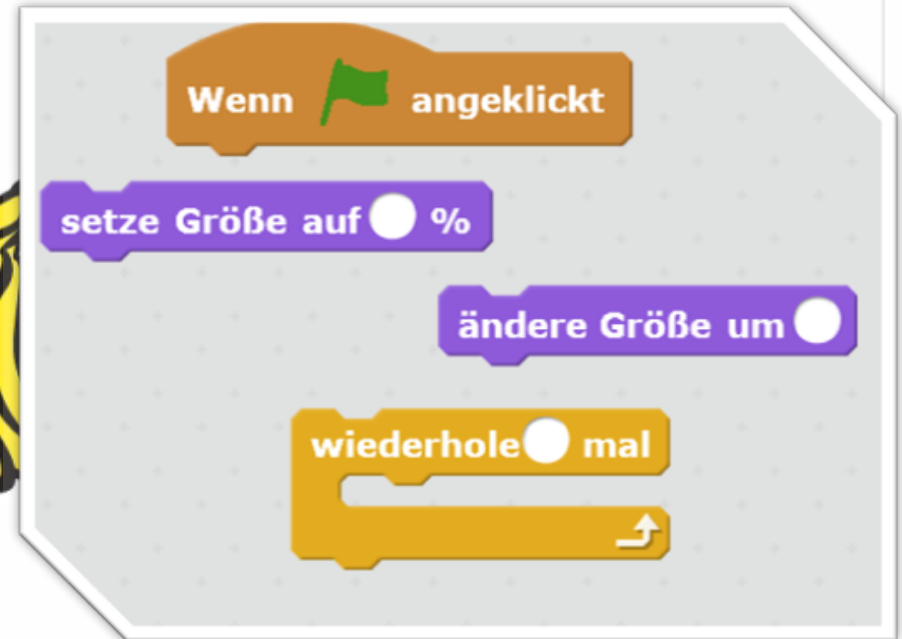 Wenn angeklickt
setze Größe auf %
ändere Größe um
wiederhole mal